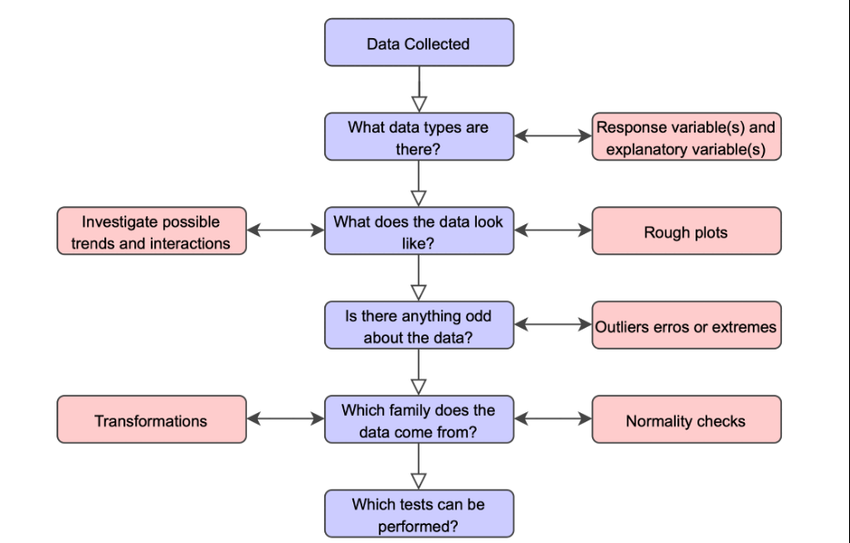 Data Collected
What data types are
there?
Response variable(s) and
explanatory variable(s)
Investigate possible
trends and interactions
What does the data look
like?
Rough plots
Is there anything odd
about the data?
Outliers erros or extremes
Transformations
Which family does the
data come from?
Normality checks
Which tests can be
performed?